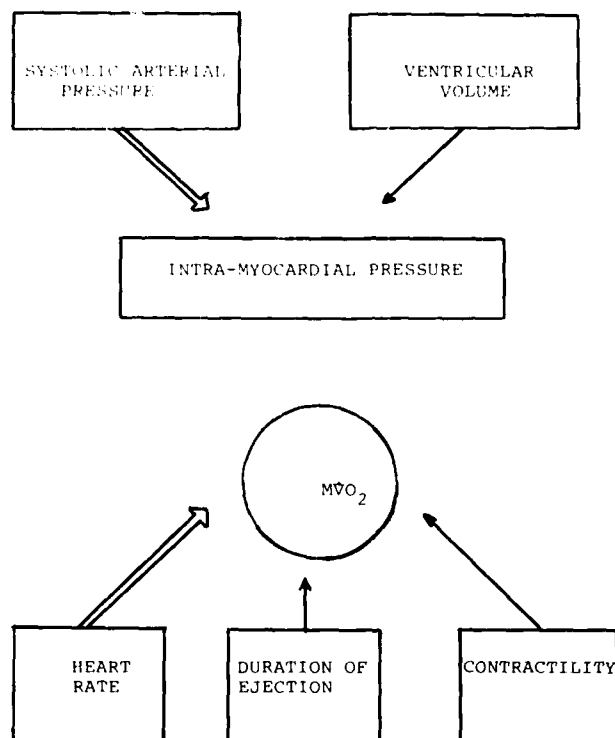 SYSTOLIC ARTERIAL
PRESSURE
VENTRICULAR
VOLUME
INTRA-MYOCARDIAL PRESSURE
MV̇O₂
HEART
RATE
DURATION OF
EJECTION
CONTRACTILITY